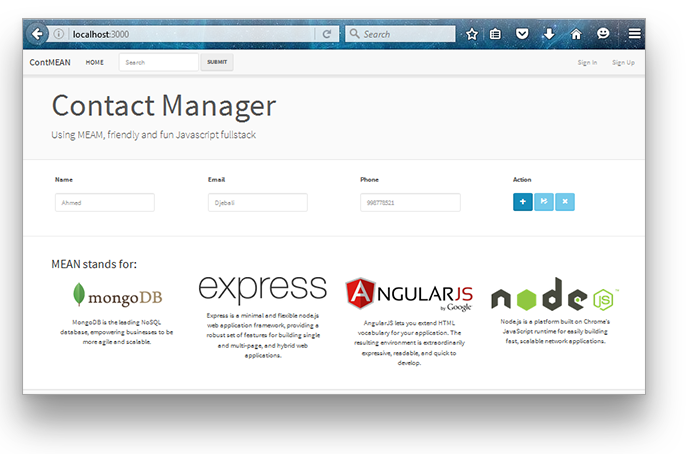 localhost:3000
Search
ContMEAN HOME Search SUBMIT Sign In Sign Up
Contact Manager
Using MEAM, friendly and fun Javascript fullstack
Name Email Phone Action
Ahmed Djebali 998778521
MEAN stands for:
mongoDB
MongoDB is the leading NoSQL
database, empowering businesses to be
more agile and scalable.
express
Express is a minimal and flexible node.js
web application framework, providing a
robust set of features for building single
and multi-page, and hybrid web
applications.
ANGULARJS
by Google
AngularJS lets you extend HTML
vocabulary for your application. The
resulting environment is extraordinarily
expressive, readable, and quick to
develop.
node
JS
™
Node.js is a platform built on Chrome's
JavaScript runtime for easily building
fast, scalable network applications.